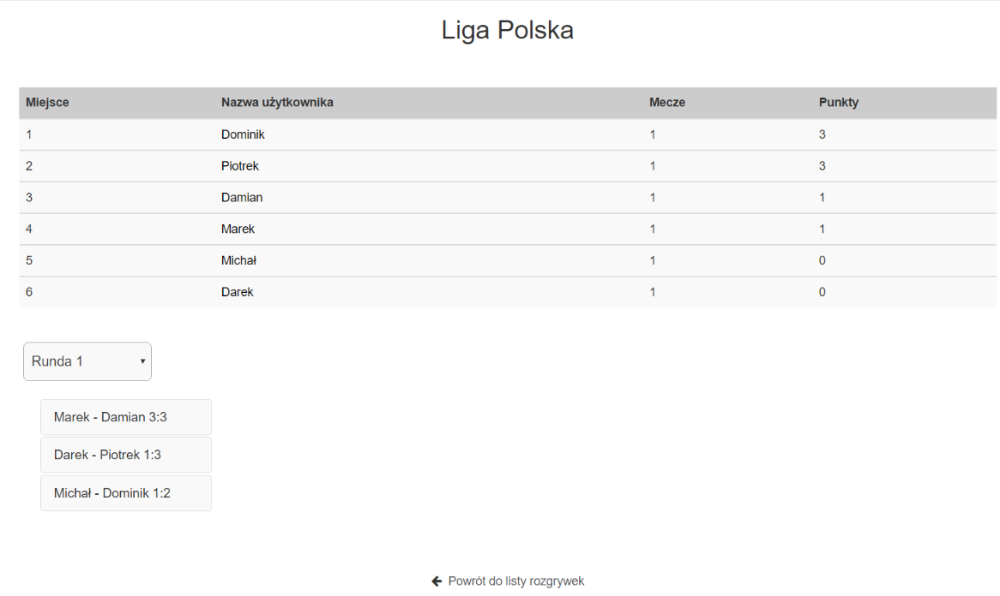 Liga Polska
Miejsce Nazwa użytkownika Mecze Punkty
1 Dominik 1 3
2 Piotrek 1 3
3 Damian 1 1
4 Marek 1 1
5 Michał 1 0
6 Darek 1 0
Runda 1
Marek - Damian 3:3
Darek - Piotrek 1:3
Michał - Dominik 1:2
Powrót do listy rozgrywek